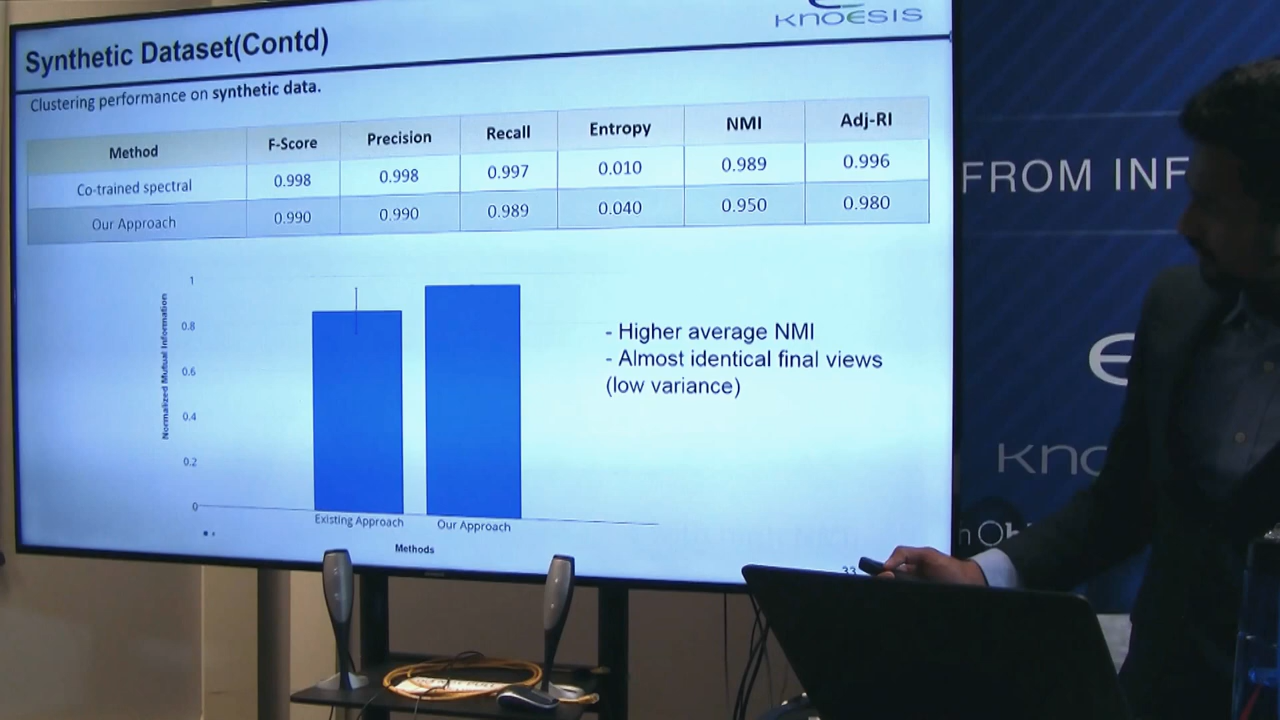 KNOESIS
Synthetic Dataset(Contd)
Clustering performance on synthetic data.
Method F-Score Precision Recall Entropy NMI Adj-RI
Co-trained spectral 0.998 0.998 0.997 0.010 0.989 0.996
Our Approach 0.990 0.990 0.989 0.040 0.950 0.980
Normalized Mutual Information
1
0.8
0.6
0.4
0.2
0
Existing Approach Our Approach
Methods
- Higher average NMI
- Almost identical final views
(low variance)
33
FROM INF
KNO